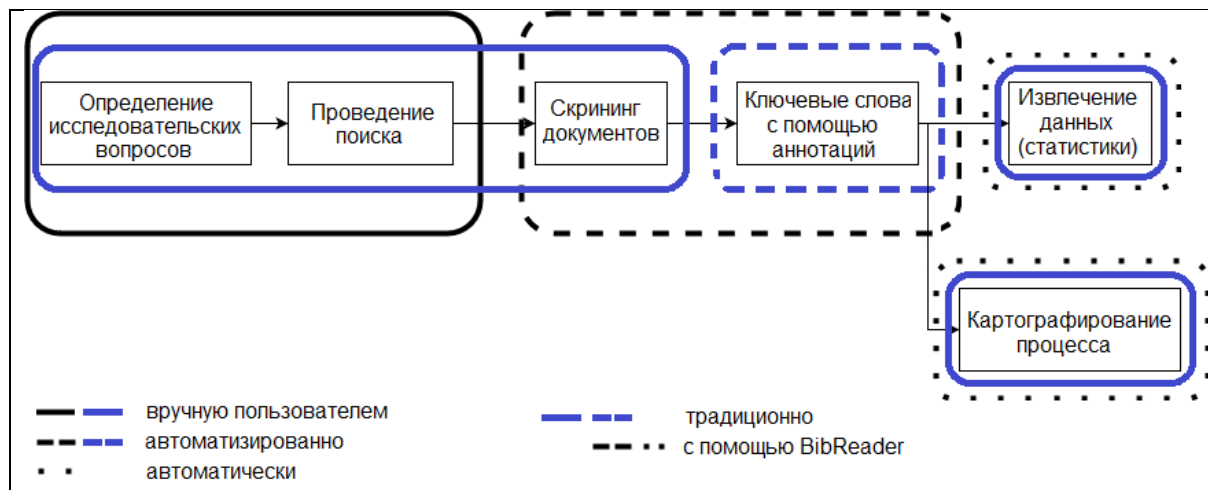 Определение
исследовательских
вопросов
Проведение
поиска
Скрининг
документов
Ключевые слова
с помощью
аннотаций
Извлечение
данных
(статистики)
Картографирование
процесса
вручную пользователем
автоматизированно
автоматически
традиционно
с помощью BibReader